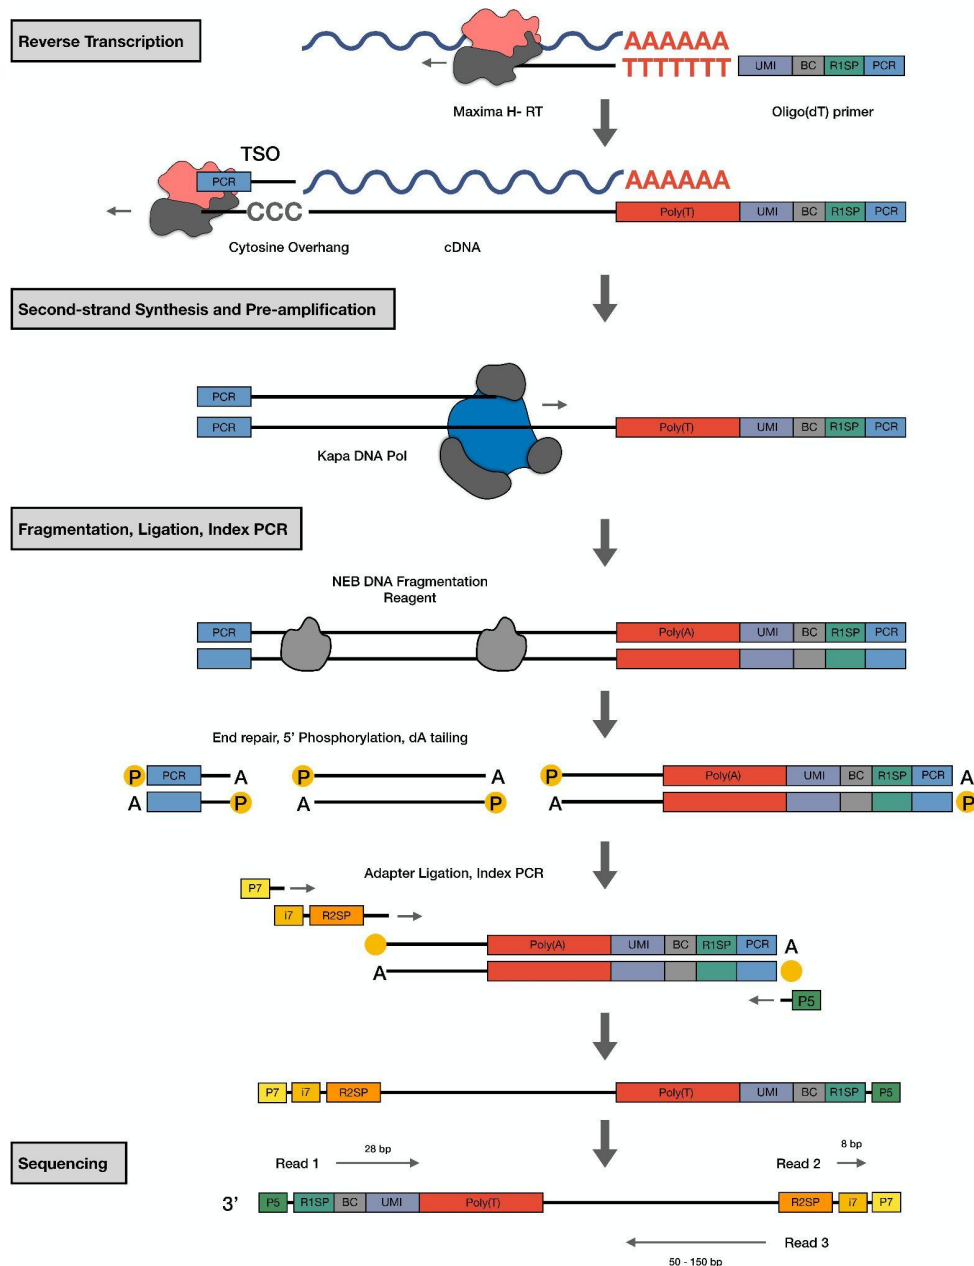 Reverse Transcription
AAAAAA
TTTTTTT
UMI BC R1SP PCR
Maxima H- RT
Oligo(dT) primer
TSO
PCR
AAAAAA
CCC
Poly(T) UMI BC R1SP PCR
Cytosine Overhang
cDNA
Second-strand Synthesis and Pre-amplification
PCR
PCR
Poly(T) UMI BC R1SP PCR
Kapa DNA Pol
Fragmentation, Ligation, Index PCR
NEB DNA Fragmentation
Reagent
PCR
Poly(A) UMI BC R1SP PCR
End repair, 5’ Phosphorylation, dA tailing
P PCR A
P A
P Poly(A) UMI BC R1SP PCR A
A P
A P
A P
Adapter Ligation, Index PCR
P7
i7 R2SP
Poly(A) UMI BC R1SP PCR A
A
P5
P7 i7 R2SP Poly(T) UMI BC R1SP P5
Sequencing
28 bp
8 bp
Read 1
Read 2
3’ P5 R1SP BC UMI Poly(T) R2SP i7 P7
Read 3
50 - 150 bp